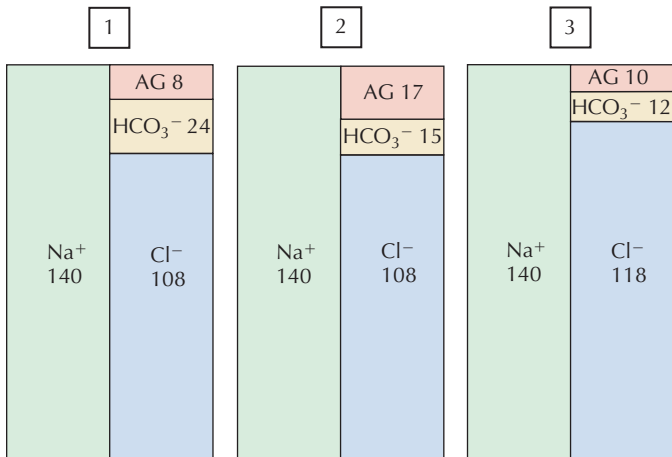 1
2
3
AG 8
HCO₃⁻ 24
Na⁺
140
Cl⁻
108
AG 17
HCO₃⁻ 15
Na⁺
140
Cl⁻
108
AG 10
HCO₃⁻ 12
Na⁺
140
Cl⁻
118